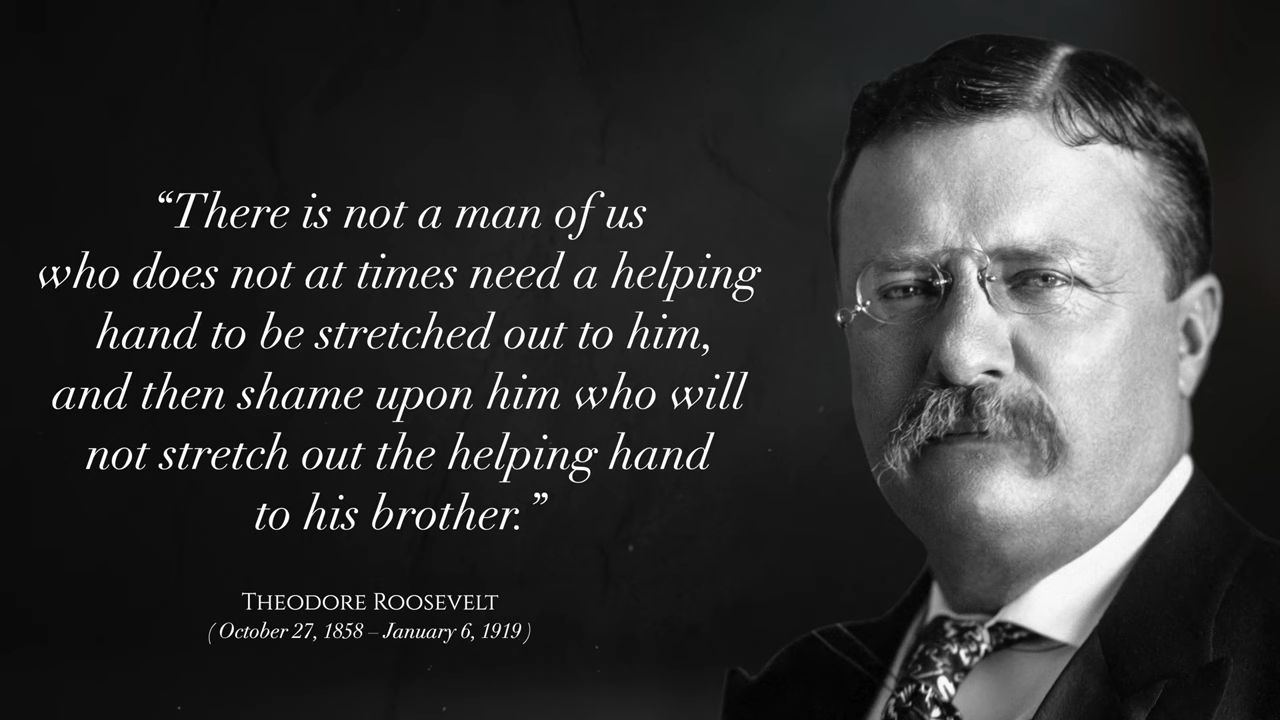 “There is not a man of us
who does not at times need a helping
hand to be stretched out to him,
and then shame upon him who will
not stretch out the helping hand
to his brother.”
THEODORE ROOSEVELT
( October 27, 1858 – January 6, 1919 )